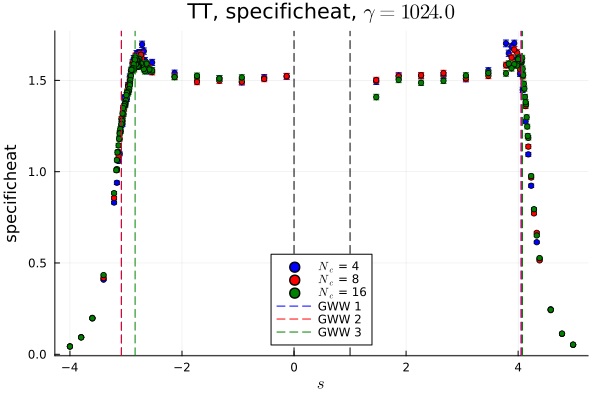 TT, specificheat, γ = 1024.0
specificheat
1.5
1.0
0.5
0.0
N_c = 4
N_c = 8
N_c = 16
GWW 1
GWW 2
GWW 3
−4 −2 0 2 4
s